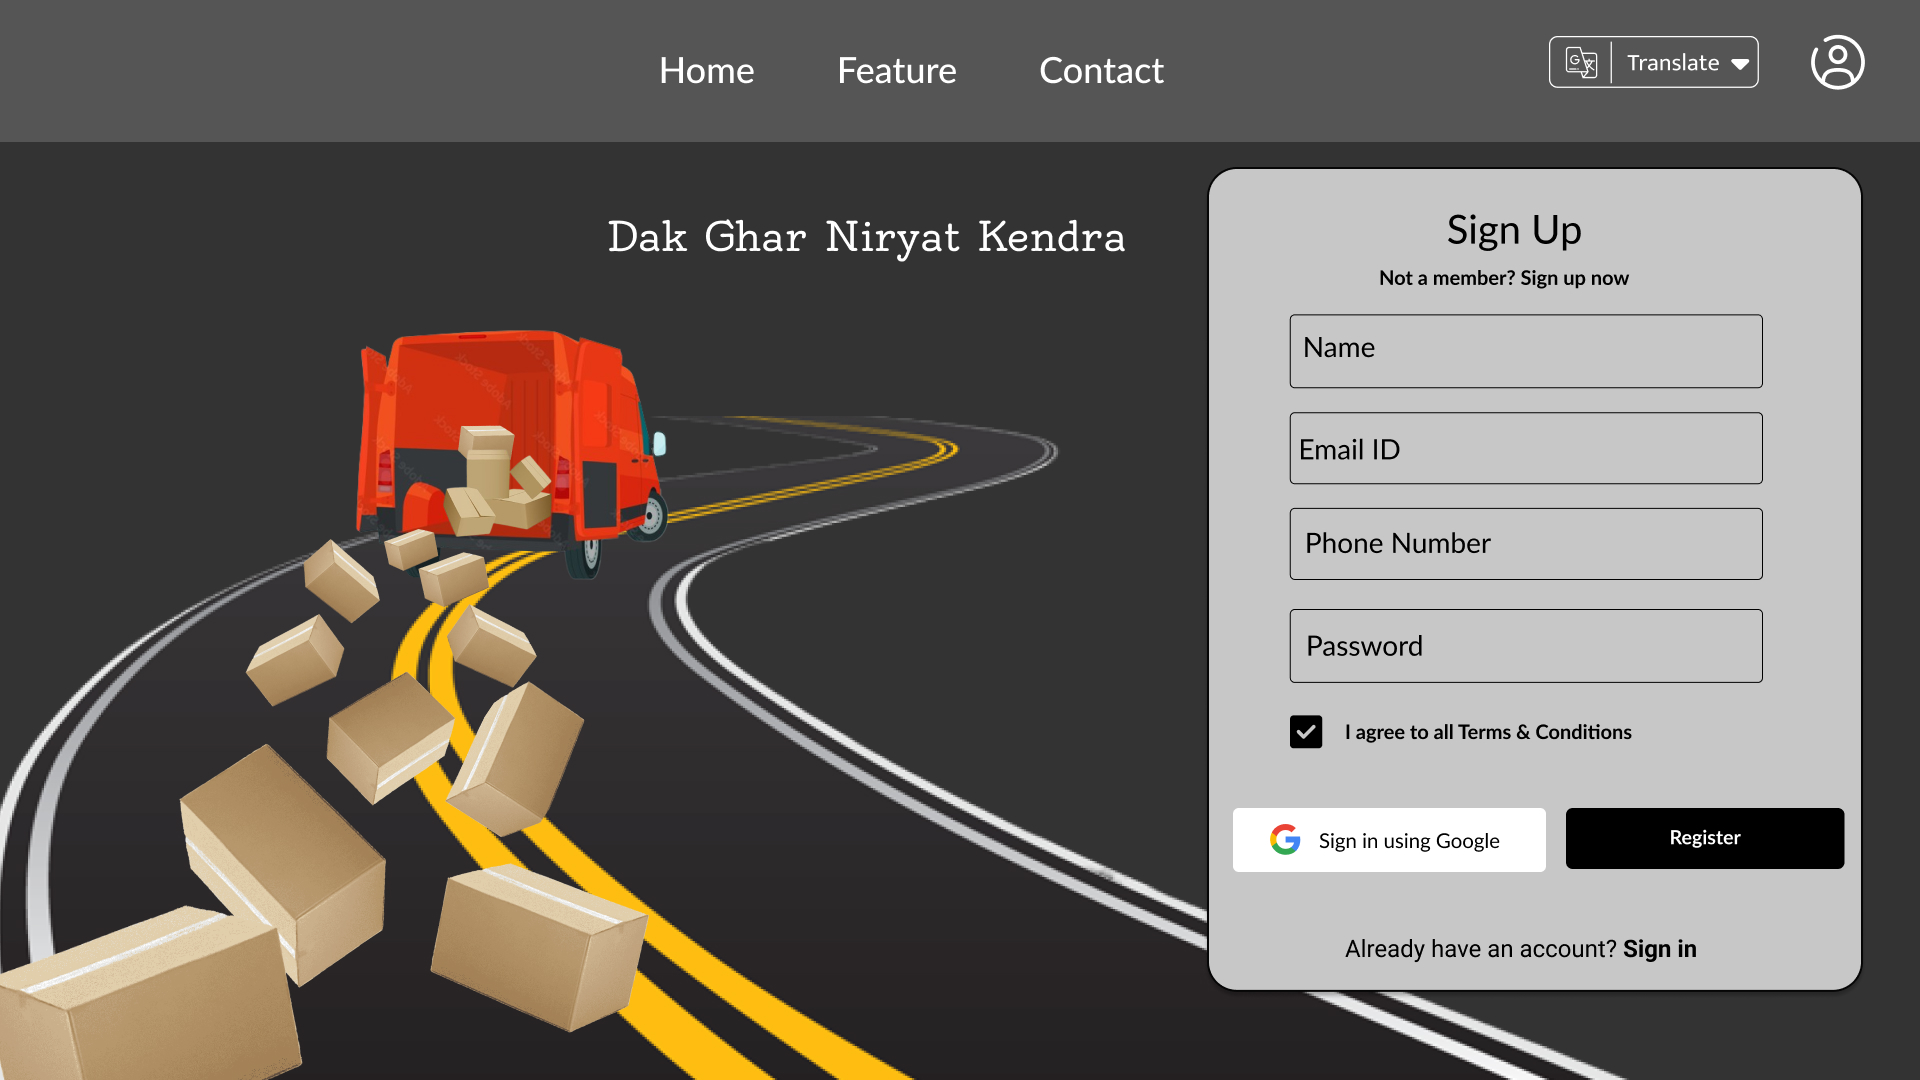 Home Feature Contact Translate
Dak Ghar Niryat Kendra
Sign Up
Not a member? Sign up now
Name
Email ID
Phone Number
Password
I agree to all Terms & Conditions
Sign in using Google
Register
Already have an account? Sign in